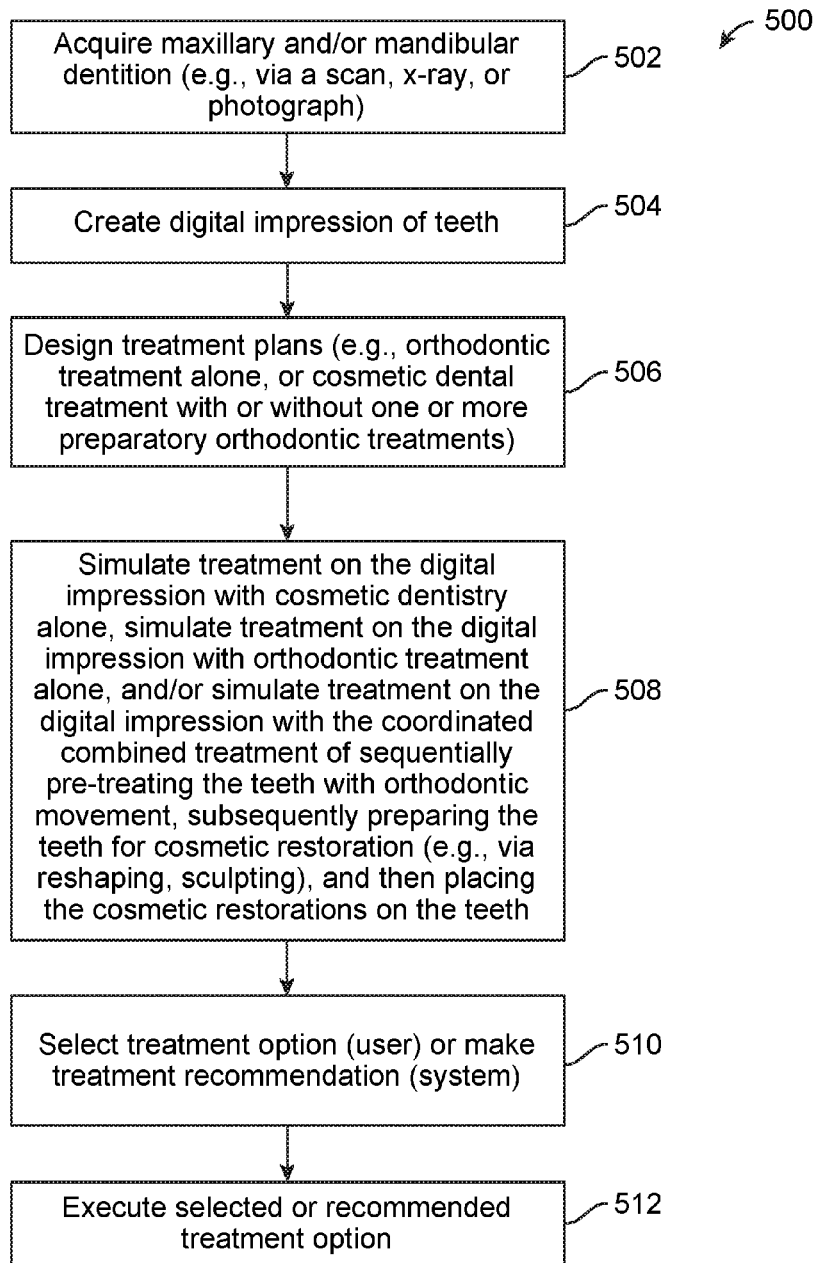 500
Acquire maxillary and/or mandibular
dentition (e.g., via a scan, x-ray, or
photograph)
502
Create digital impression of teeth
504
Design treatment plans (e.g., orthodontic
treatment alone, or cosmetic dental
treatment with or without one or more
preparatory orthodontic treatments)
506
Simulate treatment on the digital
impression with cosmetic dentistry
alone, simulate treatment on the digital
impression with orthodontic treatment
alone, and/or simulate treatment on the
digital impression with the coordinated
combined treatment of sequentially
pre-treating the teeth with orthodontic
movement, subsequently preparing the
teeth for cosmetic restoration (e.g., via
reshaping, sculpting), and then placing
the cosmetic restorations on the teeth
508
Select treatment option (user) or make
treatment recommendation (system)
510
Execute selected or recommended
treatment option
512